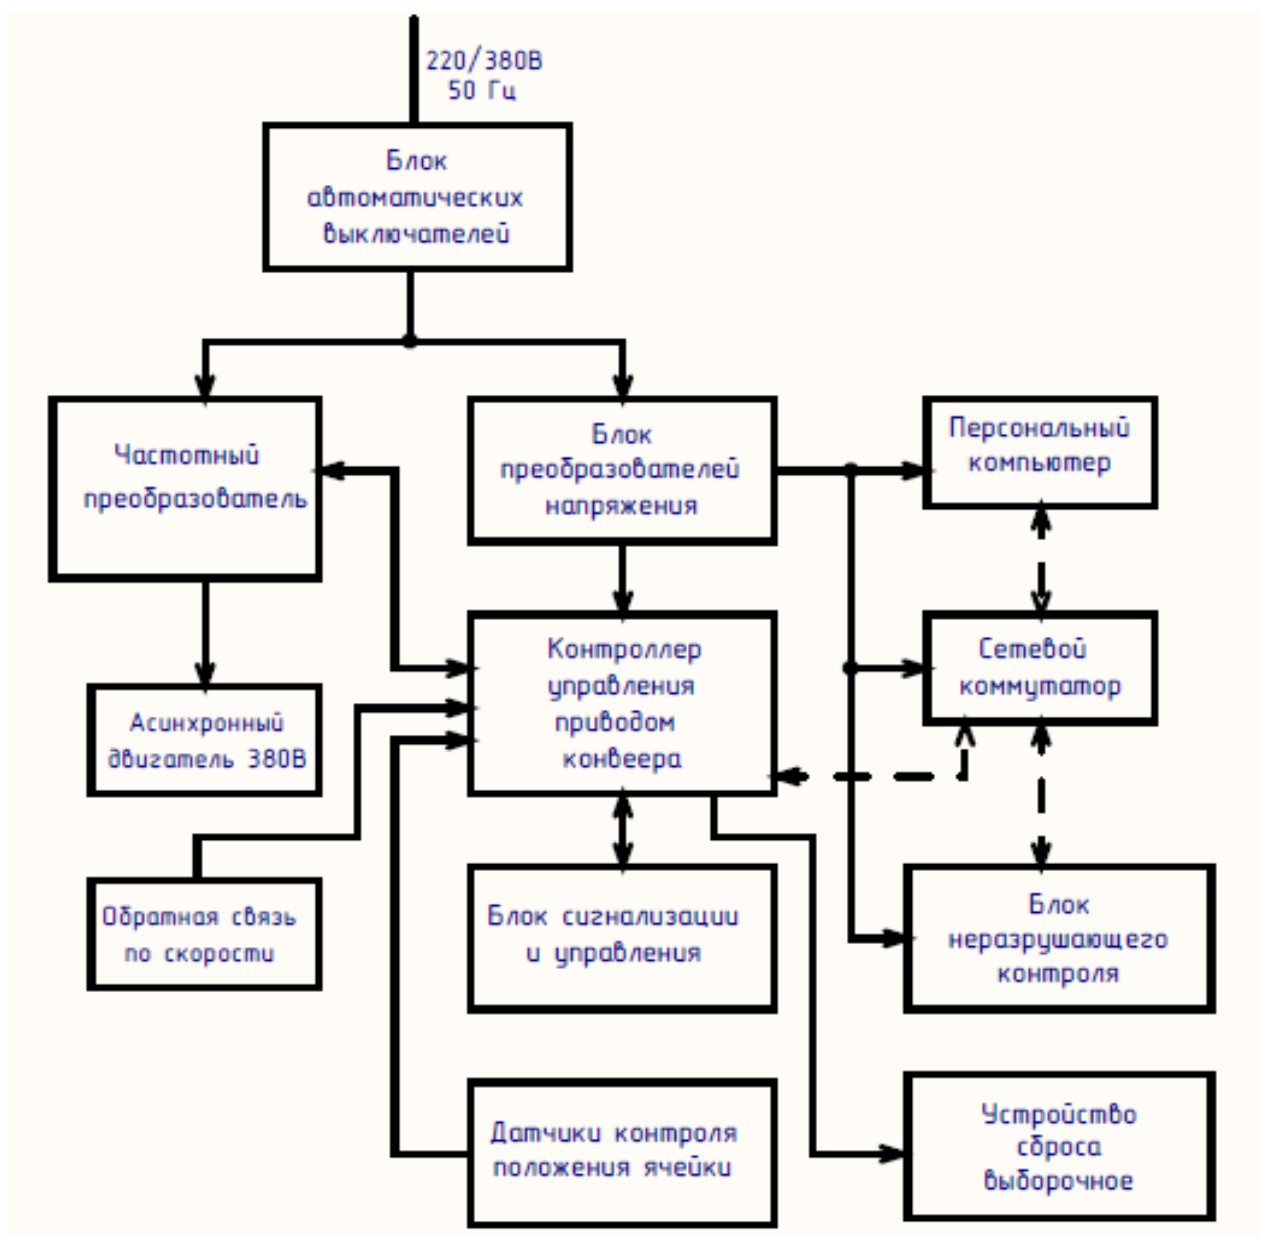 220/380В
50 Гц
Блок
автоматических
выключателей
Частотный
преобразователь
Блок
преобразователей
напряжения
Персональный
компьютер
Контроллер
управления
приводом
конвеера
Сетевой
коммутатор
Асинхронный
двигатель 380В
Обратная связь
по скорости
Блок сигнализации
и управления
Блок
неразрушающего
контроля
Датчики контроля
положения ячейки
Устройство
сброса
выборочное